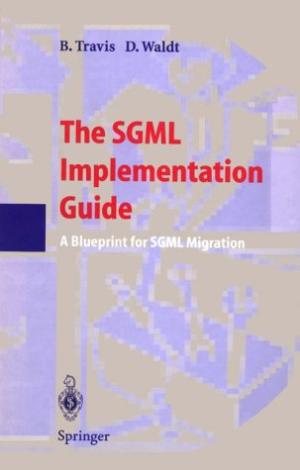 B. Travis D. Waldt
The SGML
Implementation
Guide
A Blueprint for SGML Migration
Springer